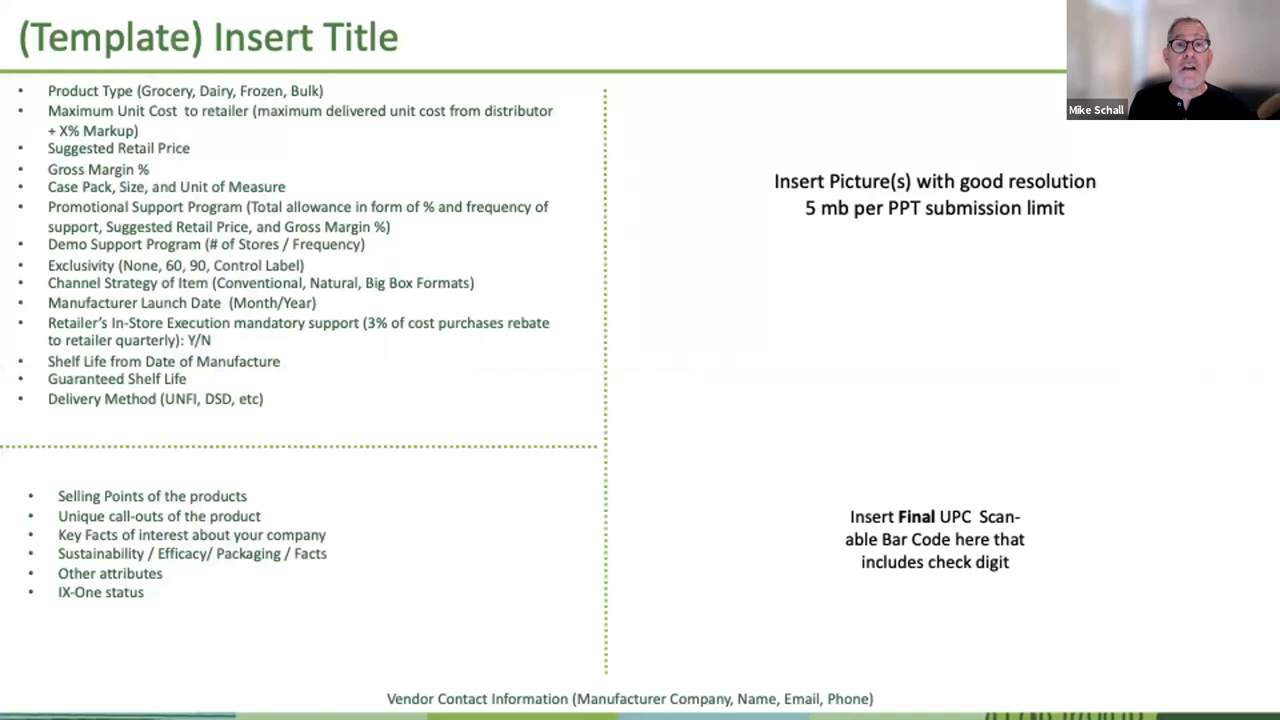 (Template) Insert Title
Mike Schall
• Product Type (Grocery, Dairy, Frozen, Bulk)
• Maximum Unit Cost to retailer (maximum delivered unit cost from distributor
+ X% Markup)
• Suggested Retail Price
• Gross Margin %
• Case Pack, Size, and Unit of Measure
• Promotional Support Program (Total allowance in form of % and frequency of
support, Suggested Retail Price, and Gross Margin %)
• Demo Support Program (# of Stores / Frequency)
• Exclusivity (None, 60, 90, Control Label)
• Channel Strategy of Item (Conventional, Natural, Big Box Formats)
• Manufacturer Launch Date (Month/Year)
• Retailer's In-Store Execution mandatory support (3% of cost purchases rebate
to retailer quarterly): Y/N
• Shelf Life from Date of Manufacture
• Guaranteed Shelf Life
• Delivery Method (UNFI, DSD, etc)
Insert Picture(s) with good resolution
5 mb per PPT submission limit
• Selling Points of the products
• Unique call-outs of the product
• Key Facts of interest about your company
• Sustainability / Efficacy/ Packaging / Facts
• Other attributes
• IX-One status
Insert Final UPC Scan-
able Bar Code here that
includes check digit
Vendor Contact Information (Manufacturer Company, Name, Email, Phone)